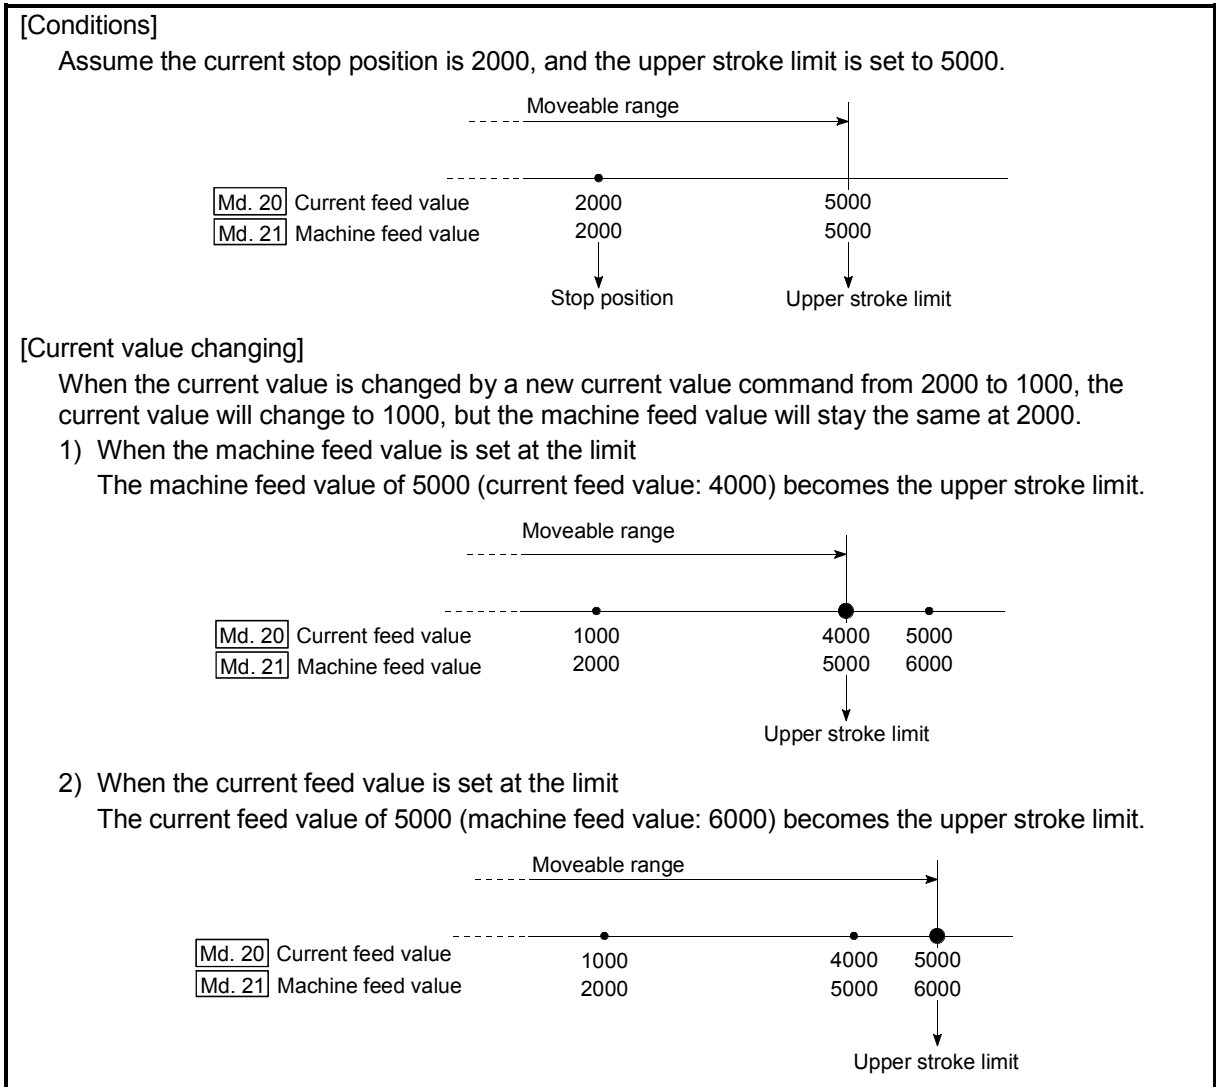 [Conditions]
Assume the current stop position is 2000, and the upper stroke limit is set to 5000.
Moveable range
Md. 20 Current feed value 2000 5000
Md. 21 Machine feed value 2000 5000
Stop position Upper stroke limit
[Current value changing]
When the current value is changed by a new current value command from 2000 to 1000, the
current value will change to 1000, but the machine feed value will stay the same at 2000.
1) When the machine feed value is set at the limit
The machine feed value of 5000 (current feed value: 4000) becomes the upper stroke limit.
Moveable range
Md. 20 Current feed value 1000 4000 5000
Md. 21 Machine feed value 2000 5000 6000
Upper stroke limit
2) When the current feed value is set at the limit
The current feed value of 5000 (machine feed value: 6000) becomes the upper stroke limit.
Moveable range
Md. 20 Current feed value 1000 4000 5000
Md. 21 Machine feed value 2000 5000 6000
Upper stroke limit